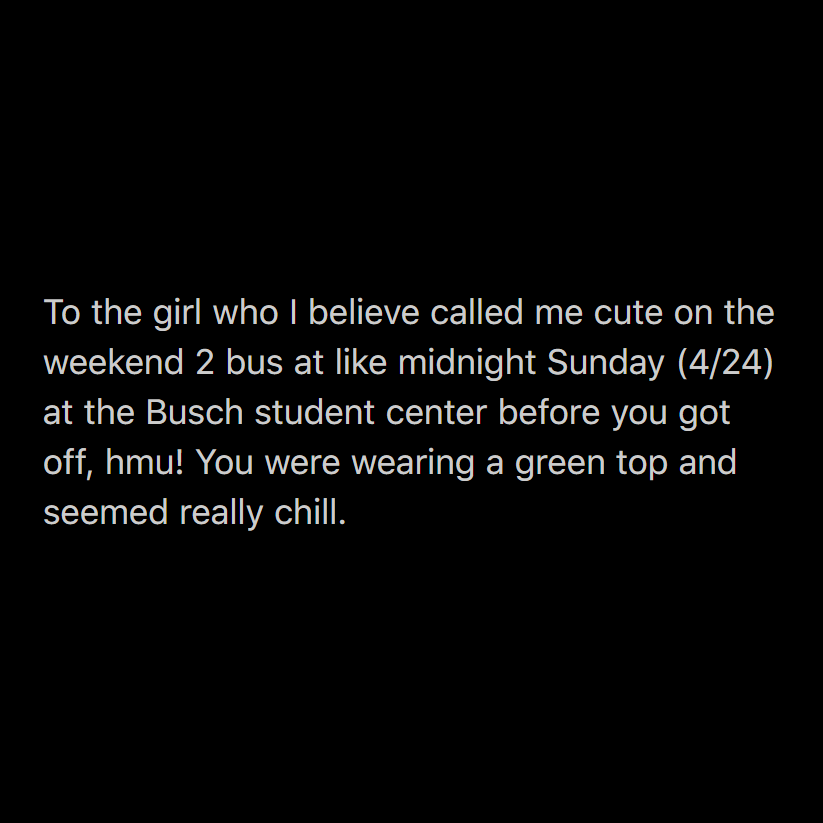 To the girl who I believe called me cute on the
weekend 2 bus at like midnight Sunday (4/24)
at the Busch student center before you got
off, hmu! You were wearing a green top and
seemed really chill.